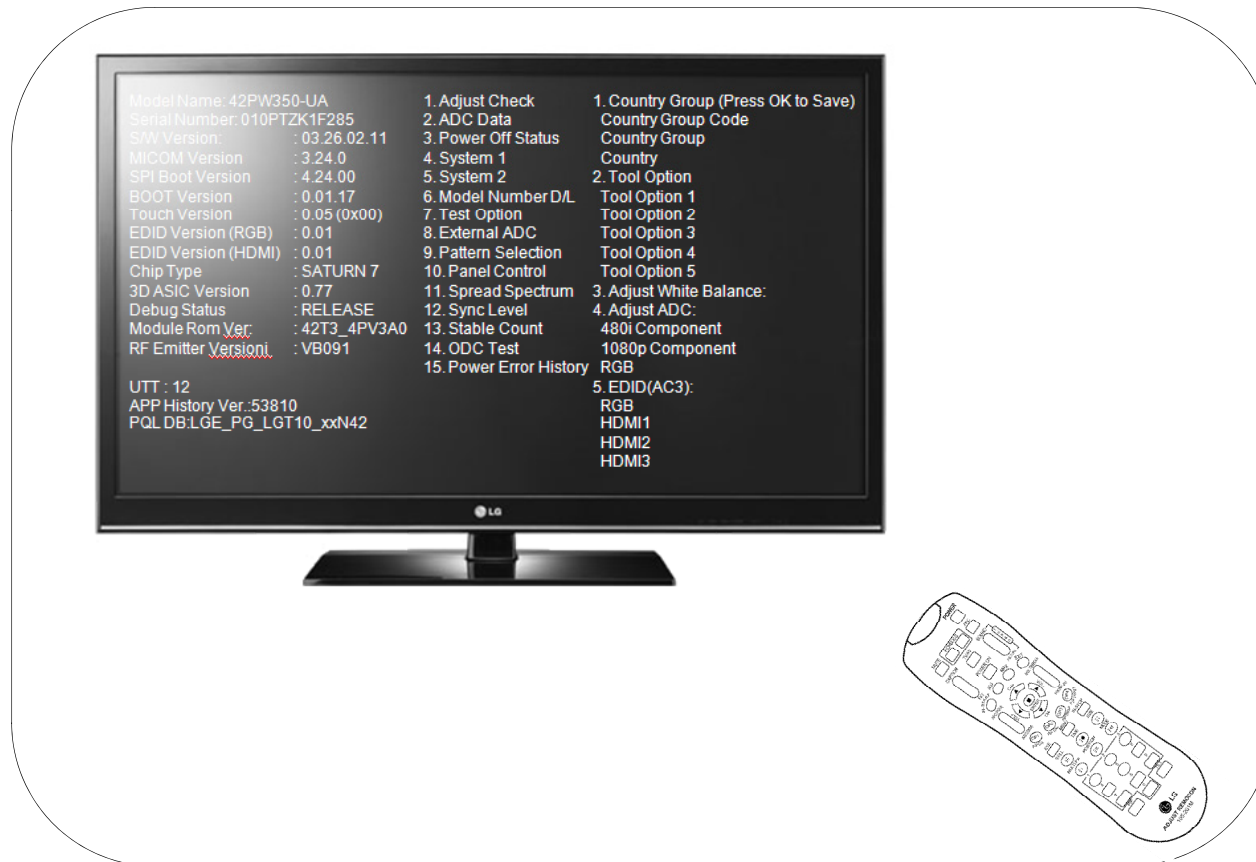 Model Name: 42PW350-UA
Serial Number: 010PTZK1F285
S/W Version: : 03.26.02.11
MICOM Version : 3.24.0
SPI Boot Version : 4.24.00
BOOT Version : 0.01.17
Touch Version : 0.05 (0x00)
EDID Version (RGB) : 0.01
EDID Version (HDMI) : 0.01
Chip Type : SATURN 7
3D ASIC Version : 0.77
Debug Status : RELEASE
Module Rom Ver: : 42T3_4PV3A0
RF Emitter Versioni : VB091
UTT : 12
APP History Ver.:53810
PQL DB:LGE_PG_LGT10_xxN42
1. Adjust Check
2. ADC Data
3. Power Off Status
4. System 1
5. System 2
6. Model Number D/L
7. Test Option
8. External ADC
9. Pattern Selection
10. Panel Control
11. Spread Spectrum
12. Sync Level
13. Stable Count
14. ODC Test
15. Power Error History
1. Country Group (Press OK to Save)
Country Group Code
Country Group
Country
2. Tool Option
Tool Option 1
Tool Option 2
Tool Option 3
Tool Option 4
Tool Option 5
3. Adjust White Balance:
4. Adjust ADC:
480i Component
1080p Component
RGB
5. EDID(AC3):
RGB
HDMI1
HDMI2
HDMI3
LG
POWER
LG
ADJUST REMOCON